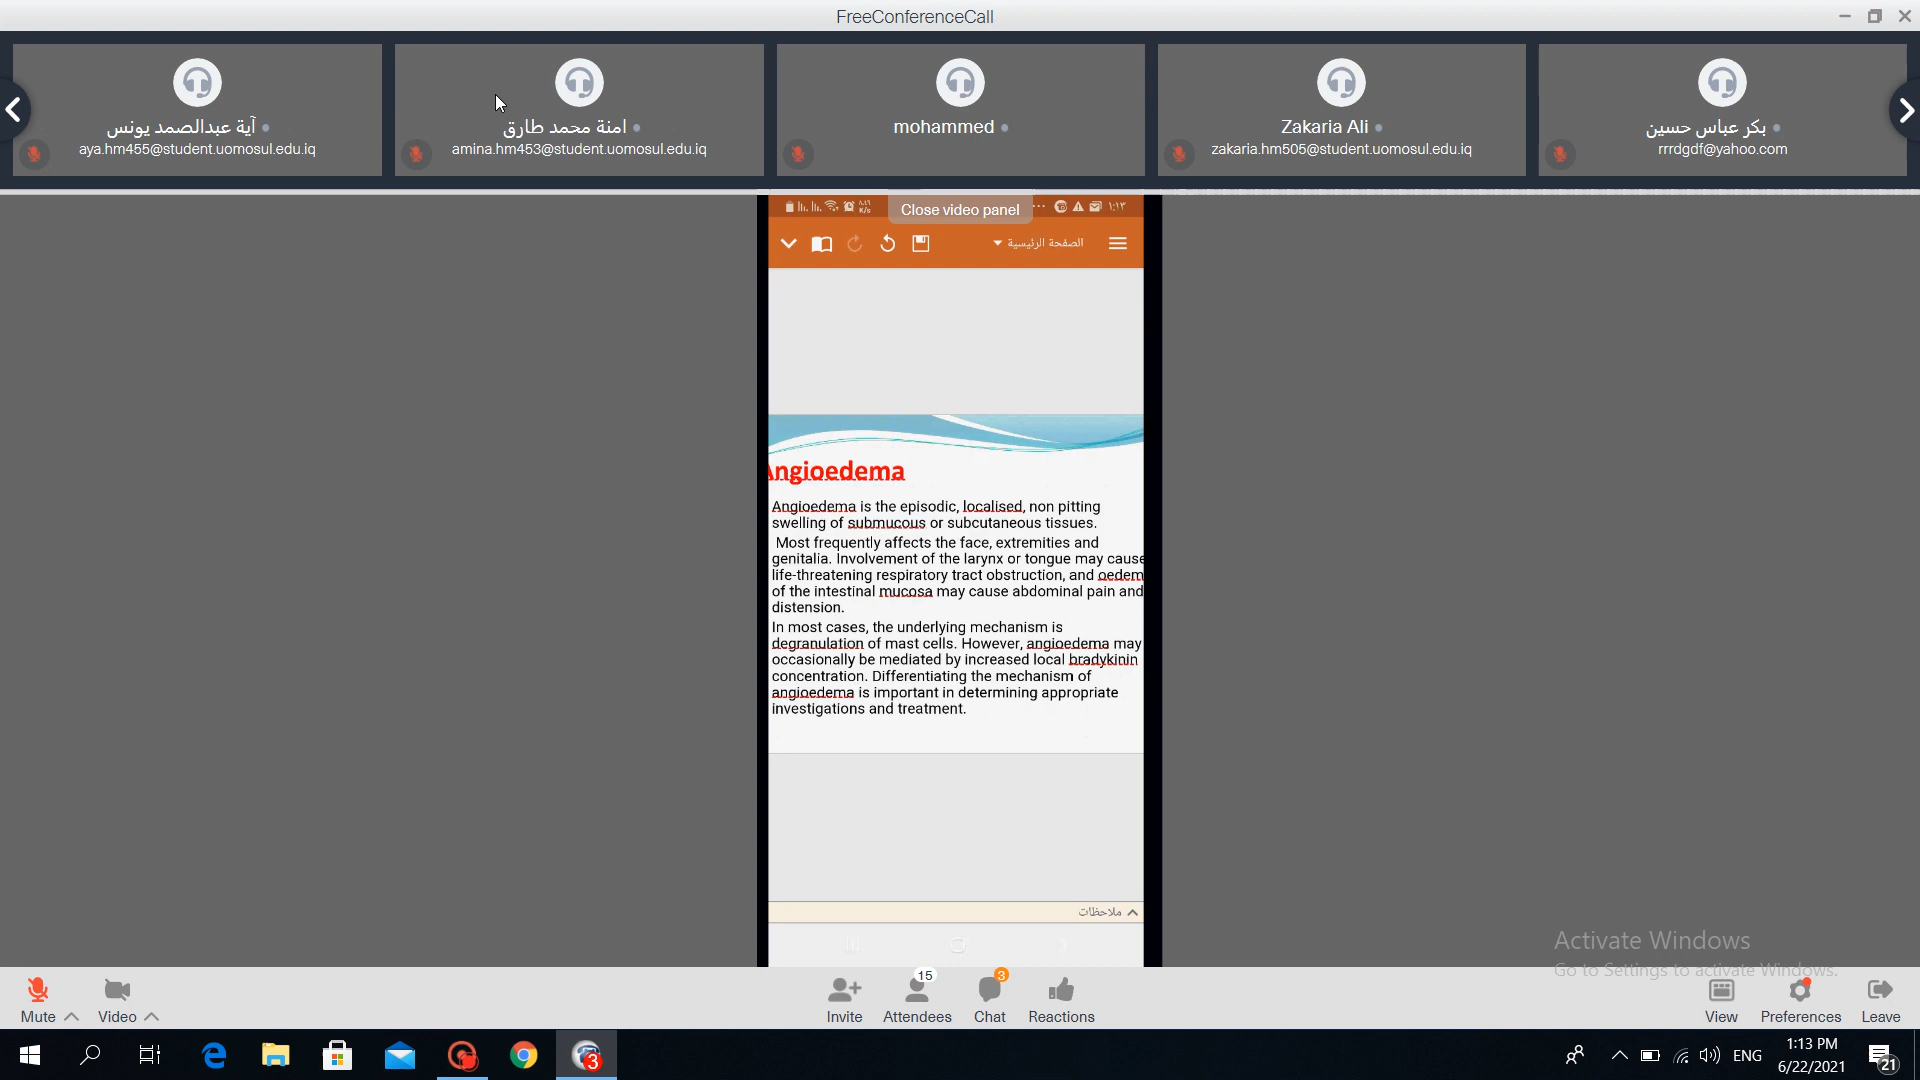 FreeConferenceCall
آية عبدالصمد يونس
aya.hm455@student.uomosul.edu.iq
امنة محمد طارق
amina.hm453@student.uomosul.edu.iq
mohammed
Zakaria Ali
zakaria.hm505@student.uomosul.edu.iq
بكر عباس حسين
rrrdgdf@yahoo.com
K/s
Close video panel
١:١٣
الصفحة الرئيسية
ngioedema
Angioedema is the episodic, localised, non pitting
swelling of submucous or subcutaneous tissues.
Most frequently affects the face, extremities and
genitalia. Involvement of the larynx or tongue may cause
life-threatening respiratory tract obstruction, and oedem
of the intestinal mucosa may cause abdominal pain and
distension.
In most cases, the underlying mechanism is
degranulation of mast cells. However, angioedema may
occasionally be mediated by increased local bradykinin
concentration. Differentiating the mechanism of
angioedema is important in determining appropriate
investigations and treatment.
ملاحظات
Activate Windows
Go to Settings to activate Windows.
Mute
Video
Invite
15
Attendees
3
Chat
Reactions
View
Preferences
Leave
3
ENG
1:13 PM
6/22/2021
21